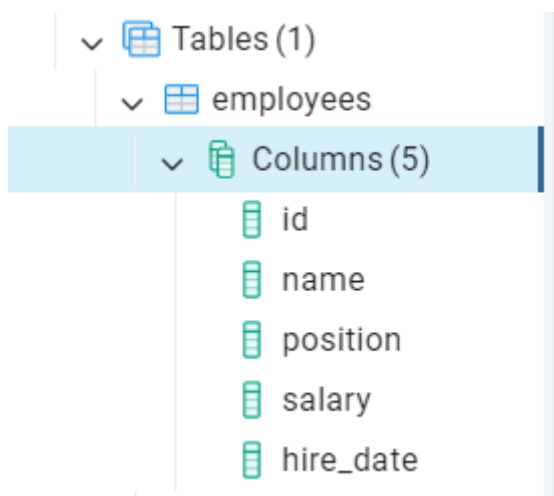 Tables (1)
employees
Columns (5)
id
name
position
salary
hire_date